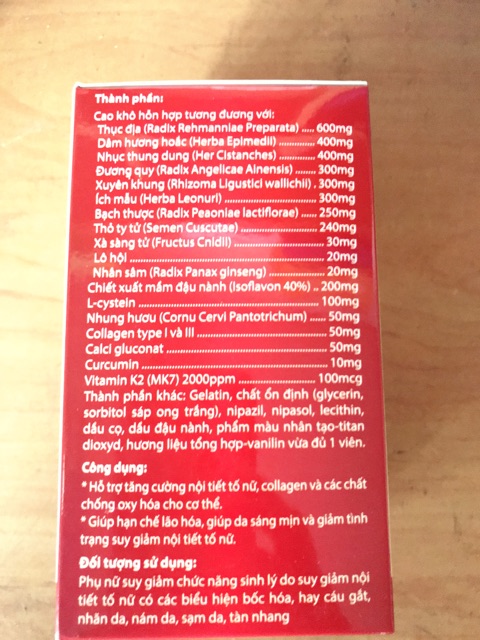 Thành phần:
Cao khô hỗn hợp tương đương với:
Thục địa (Radix Rehmanniae Preparata) ..... 600mg
Dâm hương hoắc (Herba Epimedii) ............. 400mg
Nhục thung dung (Her Cistanches) ............ 400mg
Đương quy (Radix Angelicae Ainensis) ........ 300mg
Xuyên khung (Rhizoma Ligustici wallichii) . 300mg
Ích mẫu (Herba Leonuri) ............................. 300mg
Bạch thược (Radix Peaoniae lactiflorae) ...... 250mg
Thỏ ty tử (Semen Cuscutae) ......................... 240mg
Xà sàng tử (Fructus Cnidii) ............................ 30mg
Lô hội ........................................................... 20mg
Nhân sâm (Radix Panax ginseng) ................. 20mg
Chiết xuất mầm đậu nành (Isoflavon 40%) .. 200mg
L-cystein ...................................................... 100mg
Nhung hươu (Cornu Cervi Pantotrichum) ...... 50mg
Collagen type I và III ...................................... 50mg
Calci gluconat ................................................ 50mg
Curcumin ....................................................... 10mg
Vitamin K2 (MK7) 2000ppm ........................ 100mcg
Thành phần khác: Gelatin, chất ổn định (glycerin,
sorbitol sáp ong trắng), nipazil, nipasol, lecithin,
dầu cọ, dầu đậu nành, phẩm màu nhân tạo-titan
dioxyd, hương liệu tổng hợp-vanilin vừa đủ 1 viên.
Công dụng:
* Hỗ trợ tăng cường nội tiết tố nữ, collagen và các chất
chống oxy hóa cho cơ thể.
* Giúp hạn chế lão hóa, giúp da sáng mịn và giảm tình
trạng suy giảm nội tiết tố nữ.
Đối tượng sử dụng:
Phụ nữ suy giảm chức năng sinh lý do suy giảm nội
tiết tố nữ có các biểu hiện bốc hỏa, hay cáu gắt,
nhăn da, nám da, sạm da, tàn nhang